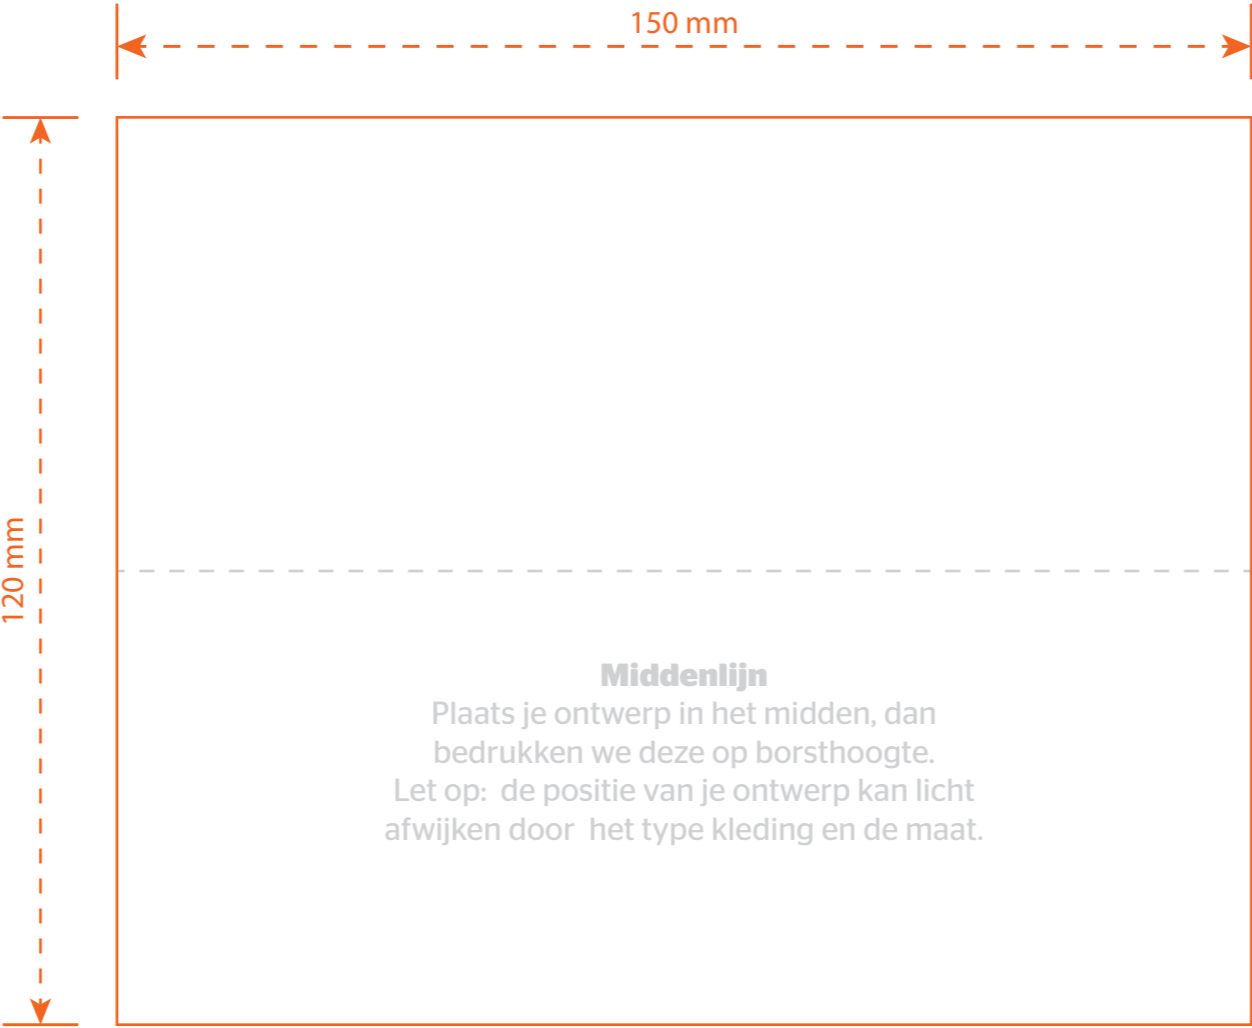 150 mm
120 mm
Middenlijn
Plaats je ontwerp in het midden, dan
bedrukken we deze op borsthoogte.
Let op:  de positie van je ontwerp kan licht
afwijken door  het type kleding en de maat.